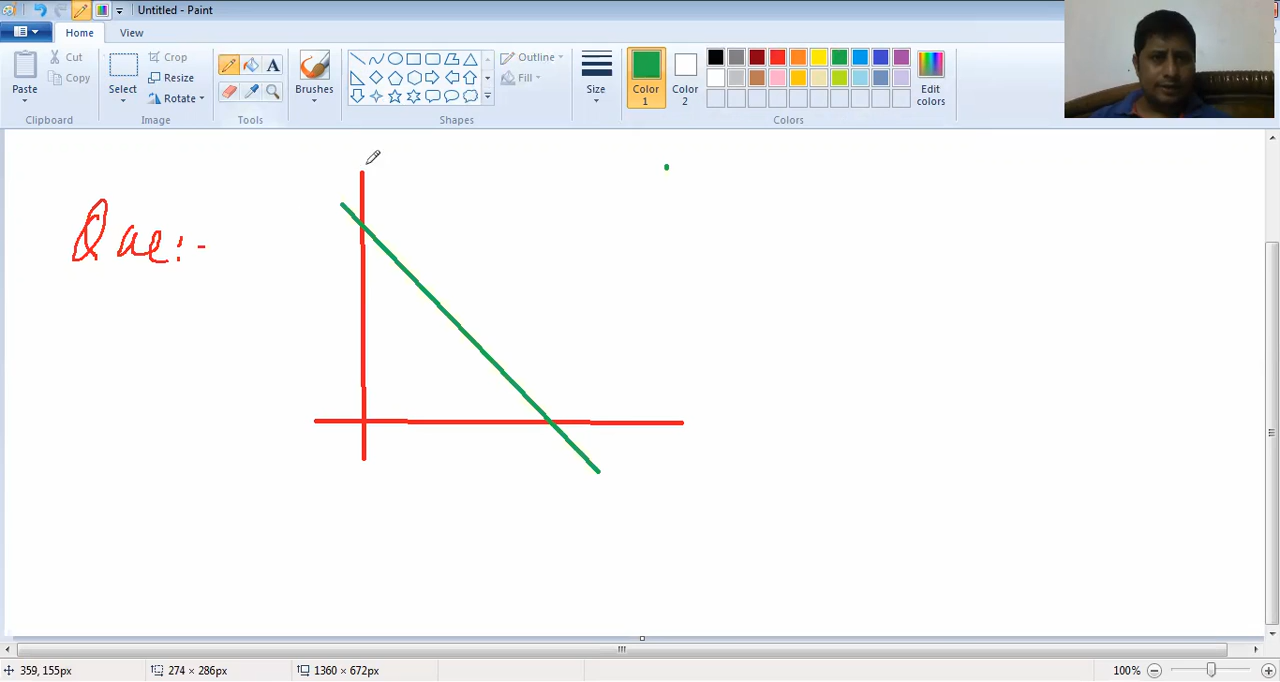 Untitled - Paint
Home View
Paste
Cut
Copy
Clipboard
Select
Crop
Resize
Rotate
Image
Tools
Brushes
Shapes
Outline
Fill
Size
Color 1
Color 2
Edit colors
Colors
Que:-
359, 155px
274 × 286px
1360 × 672px
100%